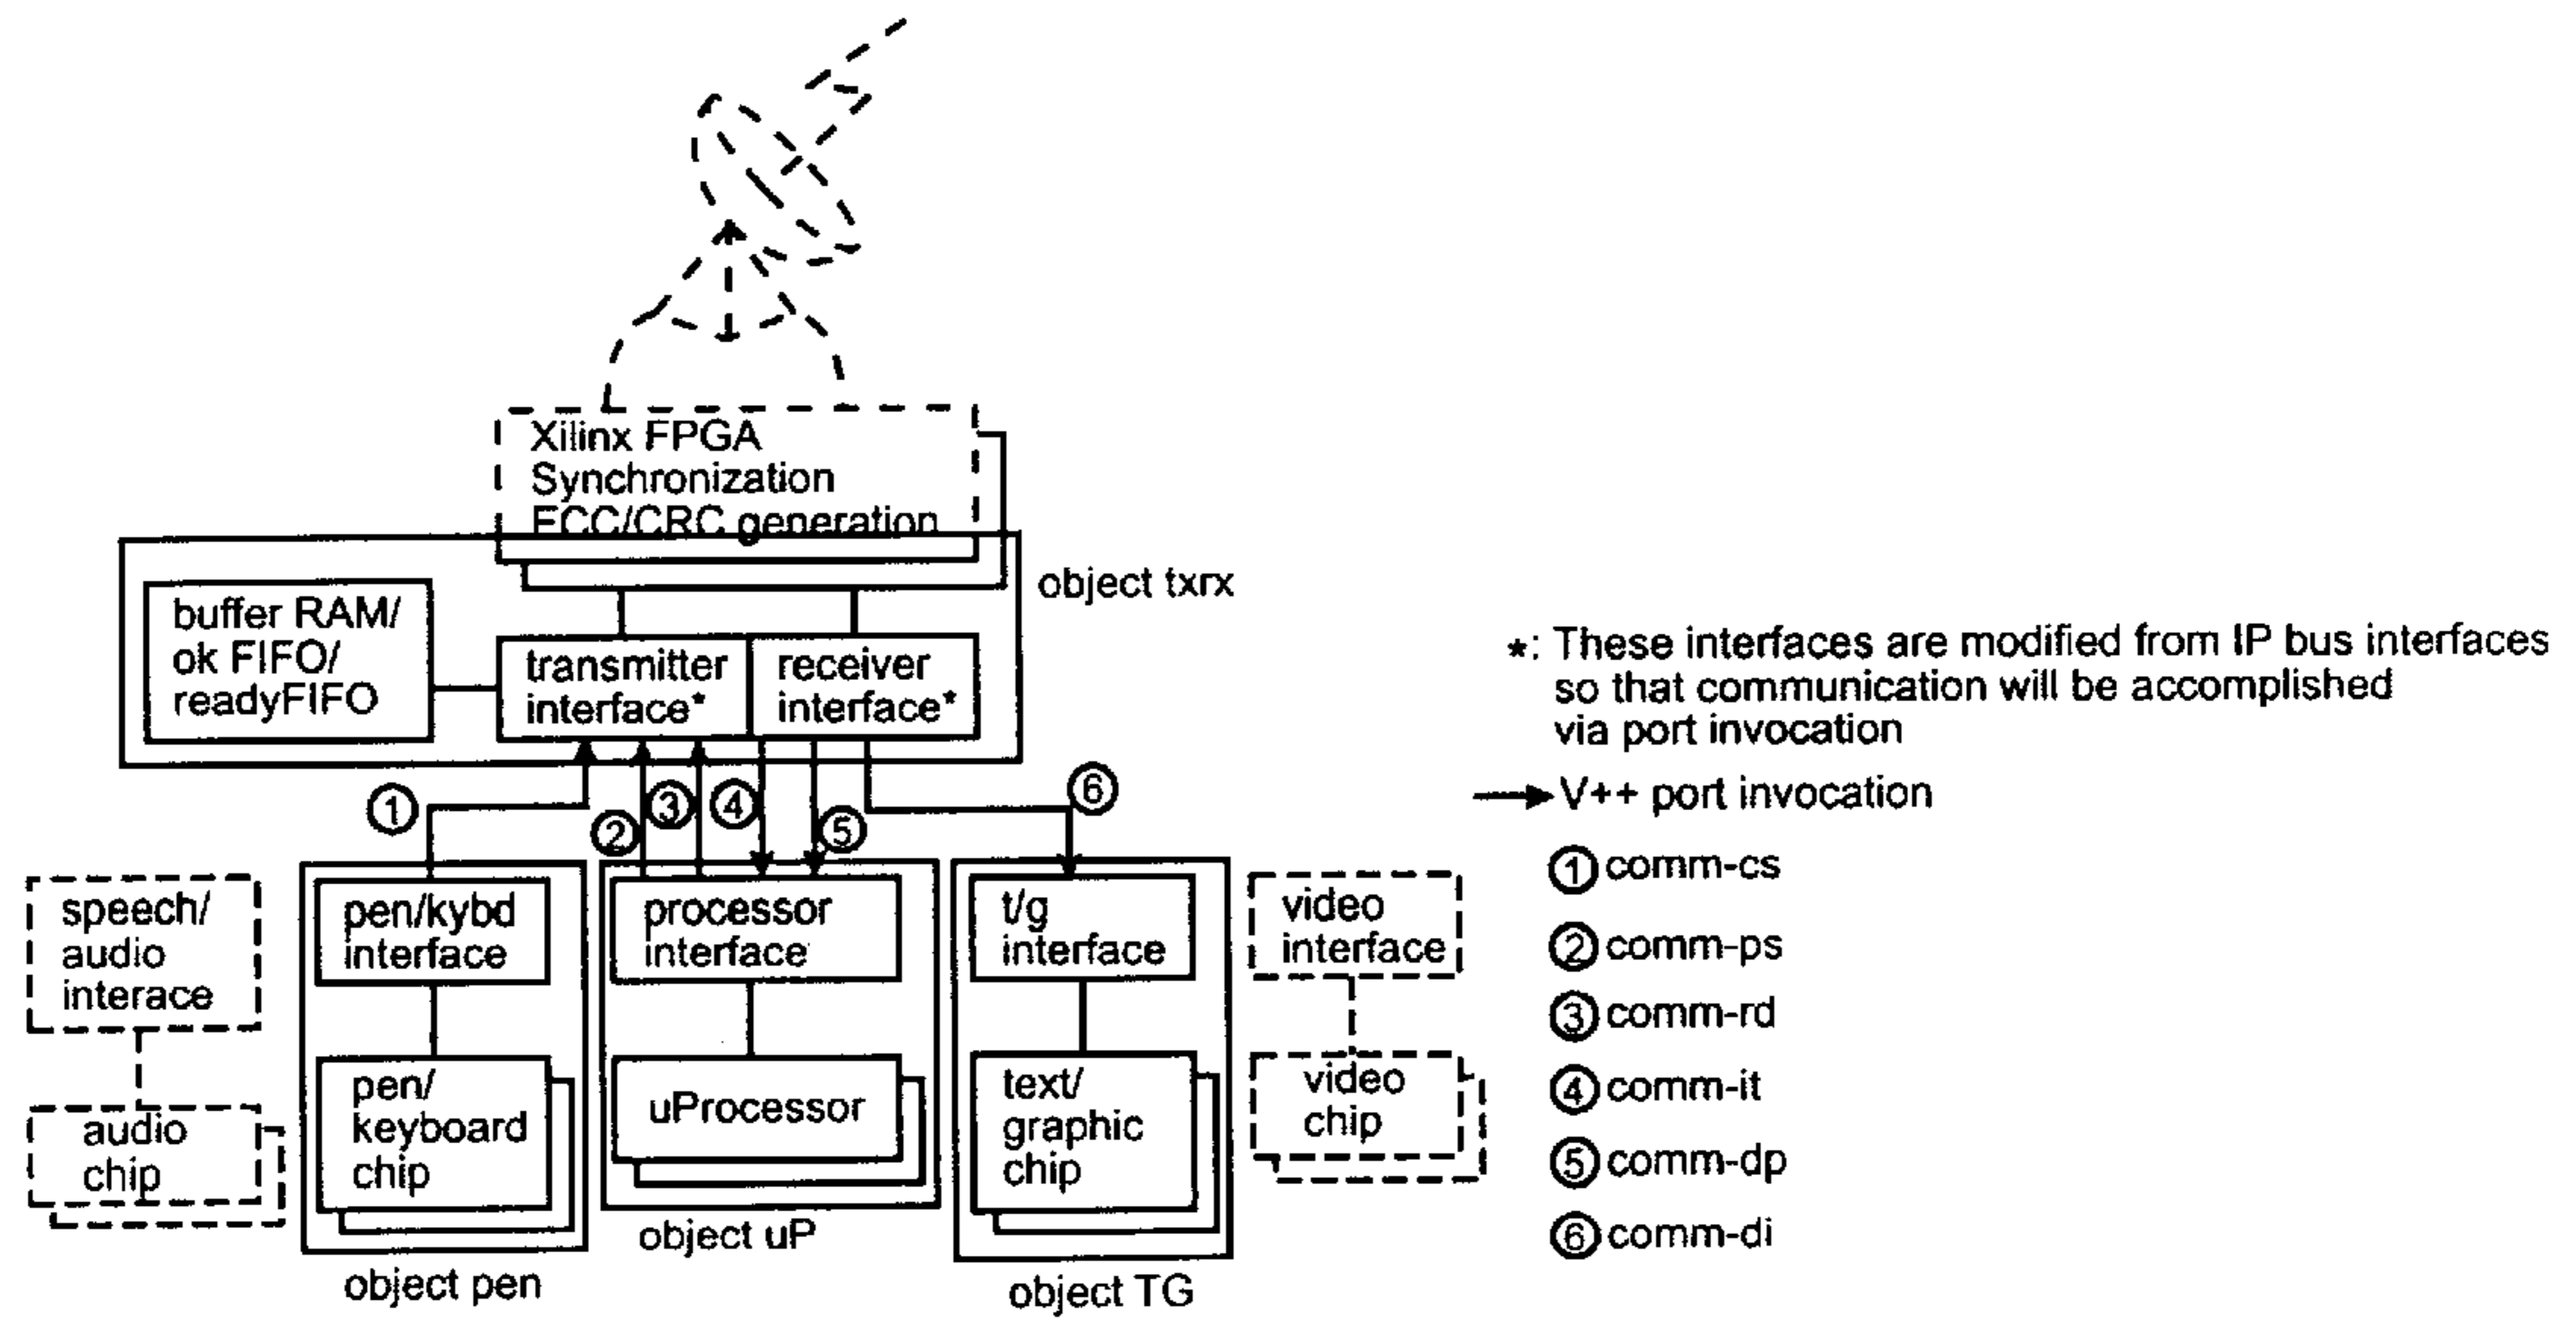 Xilinx FPGA
Synchronization
ECC/CRC generation
object txrx
buffer RAM/
ok FIFO/
readyFIFO
transmitter
interface*
receiver
interface*
*: These interfaces are modified from IP bus interfaces
so that communication will be accomplished
via port invocation
V++ port invocation
① comm-cs
② comm-ps
③ comm-rd
④ comm-it
⑤ comm-dp
⑥ comm-di
①
②
③
④
⑤
⑥
speech/
audio
interace
audio
chip
pen/kybd
interface
pen/
keyboard
chip
object pen
processor
interface
uProcessor
object uP
t/g
interface
text/
graphic
chip
object TG
video
interface
video
chip